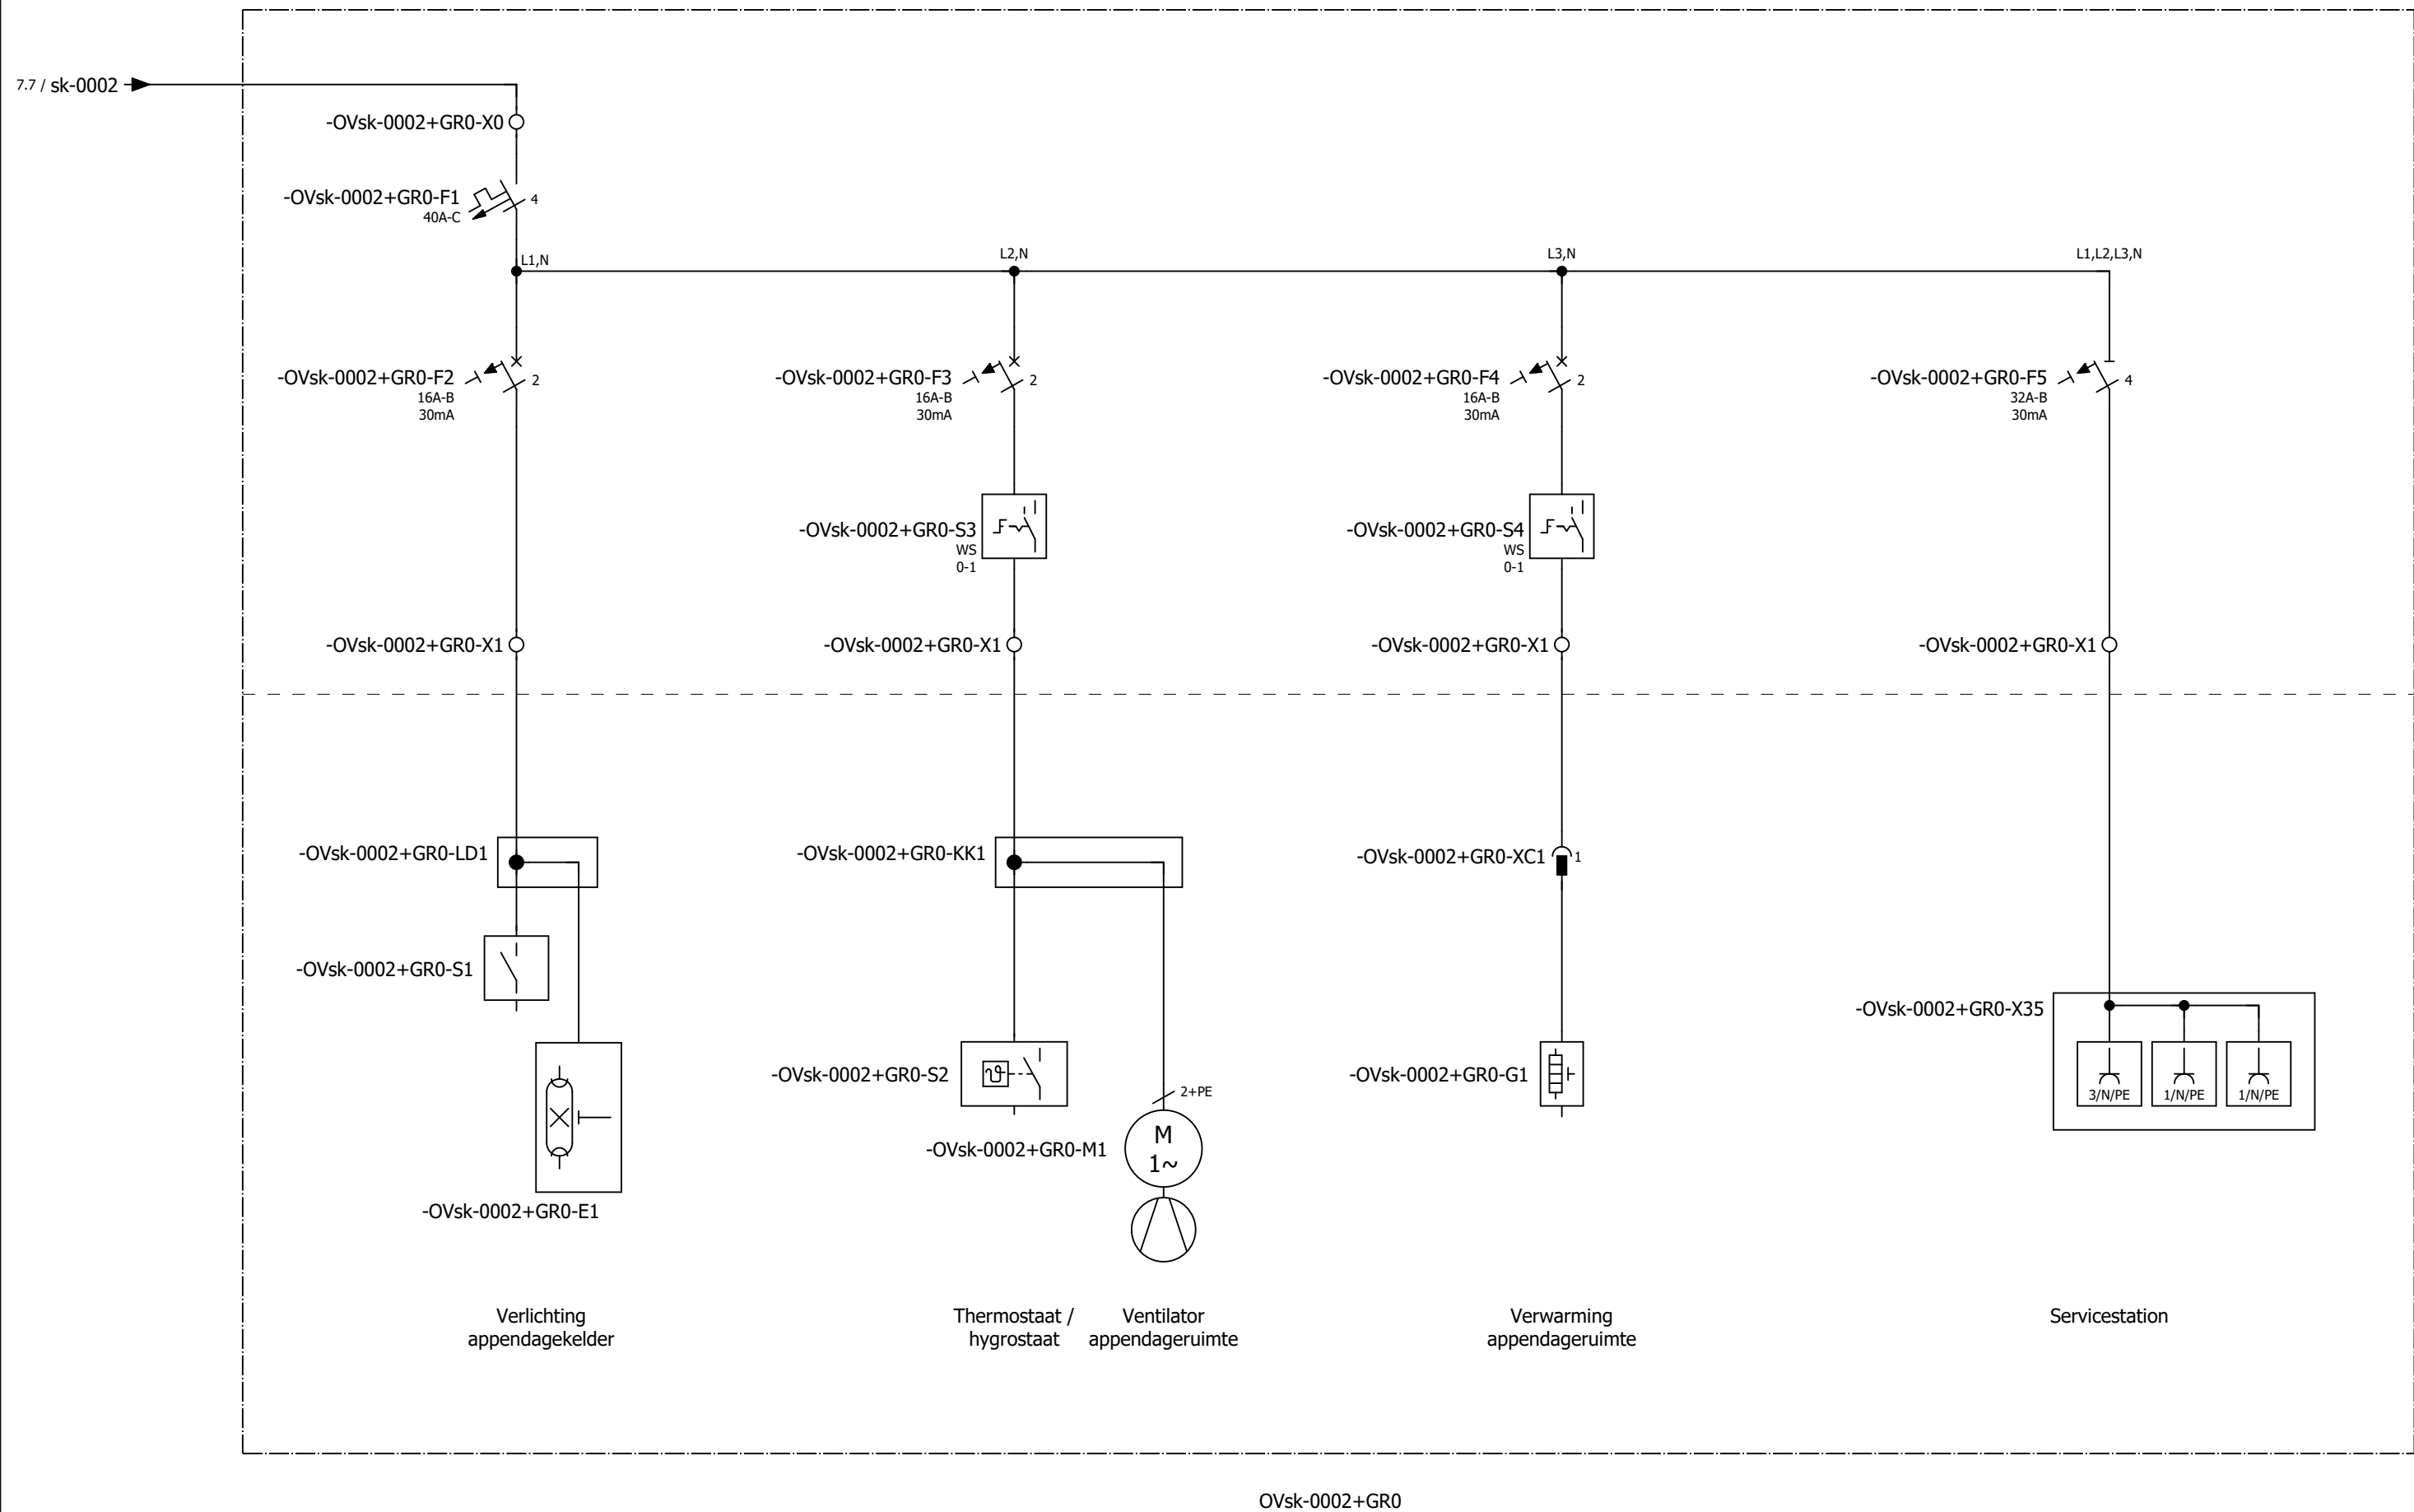 7.7 / sk-0002
-OVsk-0002+GR0-X0
-OVsk-0002+GR0-F1
40A-C
4
L1,N
L2,N
L3,N
L1,L2,L3,N
-OVsk-0002+GR0-F2
16A-B
30mA
2
-OVsk-0002+GR0-F3
16A-B
30mA
2
-OVsk-0002+GR0-F4
16A-B
30mA
2
-OVsk-0002+GR0-F5
32A-B
30mA
4
-OVsk-0002+GR0-S3
WS
0-1
-OVsk-0002+GR0-S4
WS
0-1
-OVsk-0002+GR0-X1
-OVsk-0002+GR0-X1
-OVsk-0002+GR0-X1
-OVsk-0002+GR0-X1
-OVsk-0002+GR0-LD1
-OVsk-0002+GR0-KK1
-OVsk-0002+GR0-XC1
1
-OVsk-0002+GR0-S1
-OVsk-0002+GR0-X35
3/N/PE
1/N/PE
1/N/PE
-OVsk-0002+GR0-S2
ϑ
2+PE
-OVsk-0002+GR0-G1
-OVsk-0002+GR0-M1
M
1~
-OVsk-0002+GR0-E1
Verlichting
appendagekelder
Thermostaat /
hygrostaat
Ventilator
appendageruimte
Verwarming
appendageruimte
Servicestation
OVsk-0002+GR0